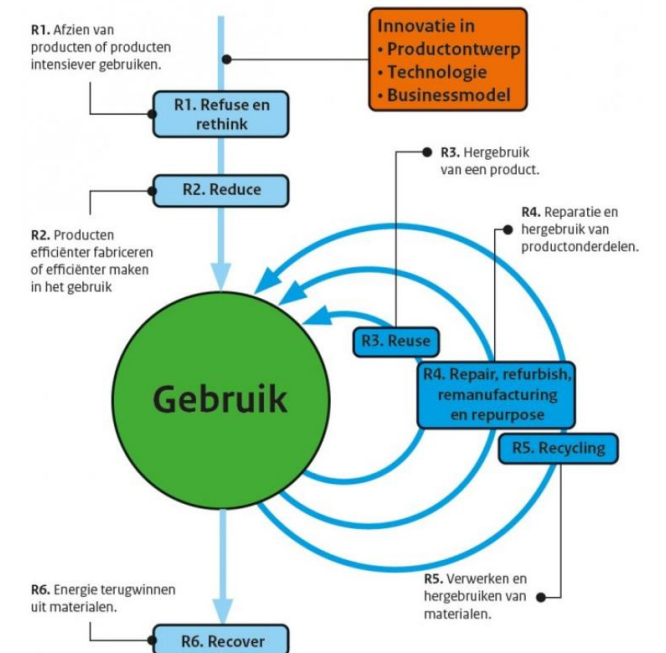 R1. Afzien van
producten of producten
intensiever gebruiken.
Innovatie in
• Productontwerp
• Technologie
• Businessmodel
R1. Refuse en
rethink
R2. Reduce
R2. Producten
efficiënter fabriceren
of efficiënter maken
in het gebruik
R3. Hergebruik
van een product.
R4. Reparatie en
hergebruik van
productonderdelen.
R3. Reuse
R4. Repair, refurbish,
remanufacturing
en repurpose
Gebruik
R5. Recycling
R5. Verwerken en
hergebruiken van
materialen.
R6. Energie terugwinnen
uit materialen.
R6. Recover